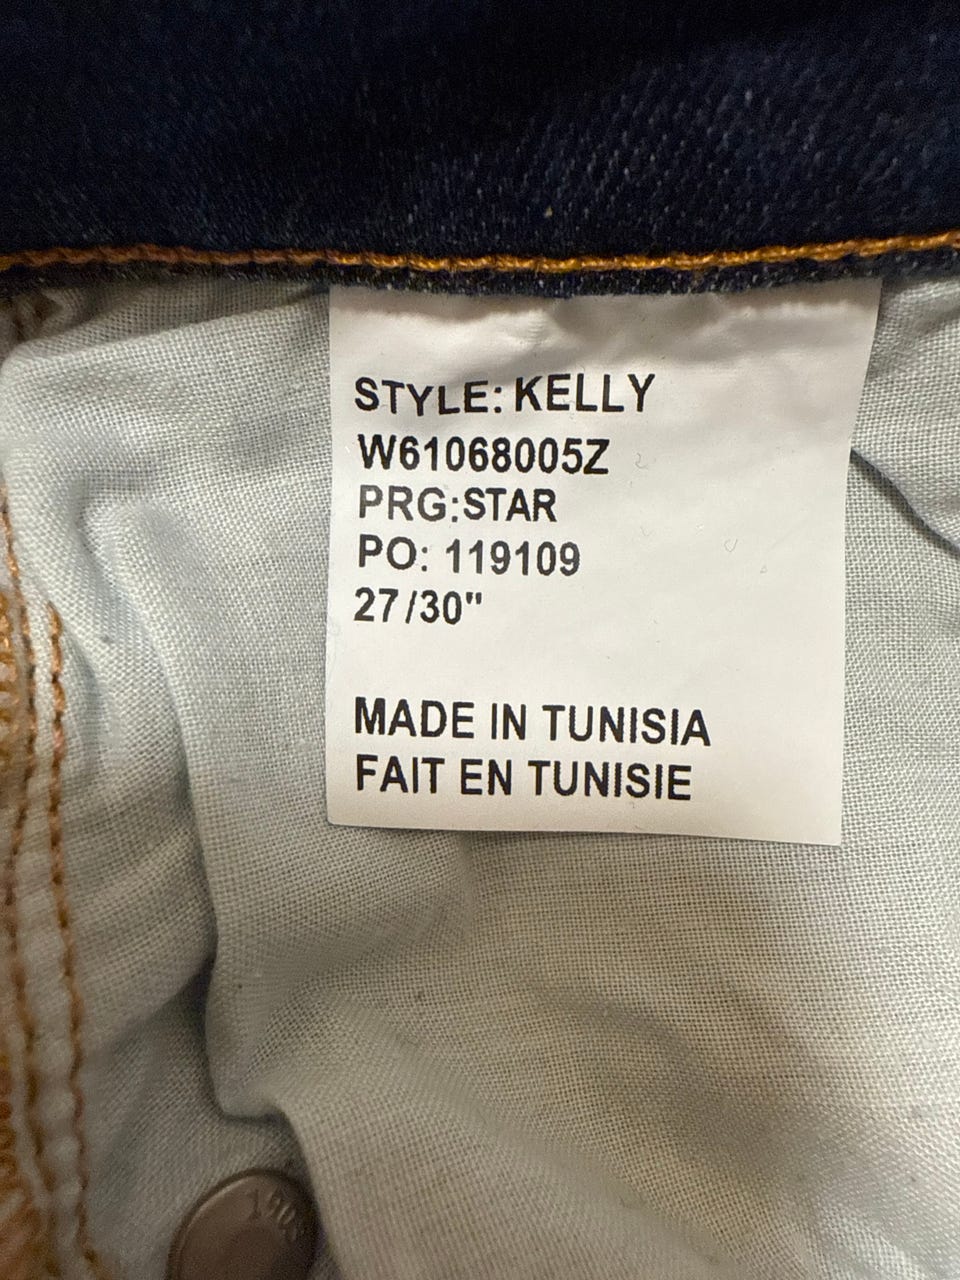 STYLE: KELLY
W61068005Z
PRG:STAR
PO: 119109
27/30"
MADE IN TUNISIA
FAIT EN TUNISIE